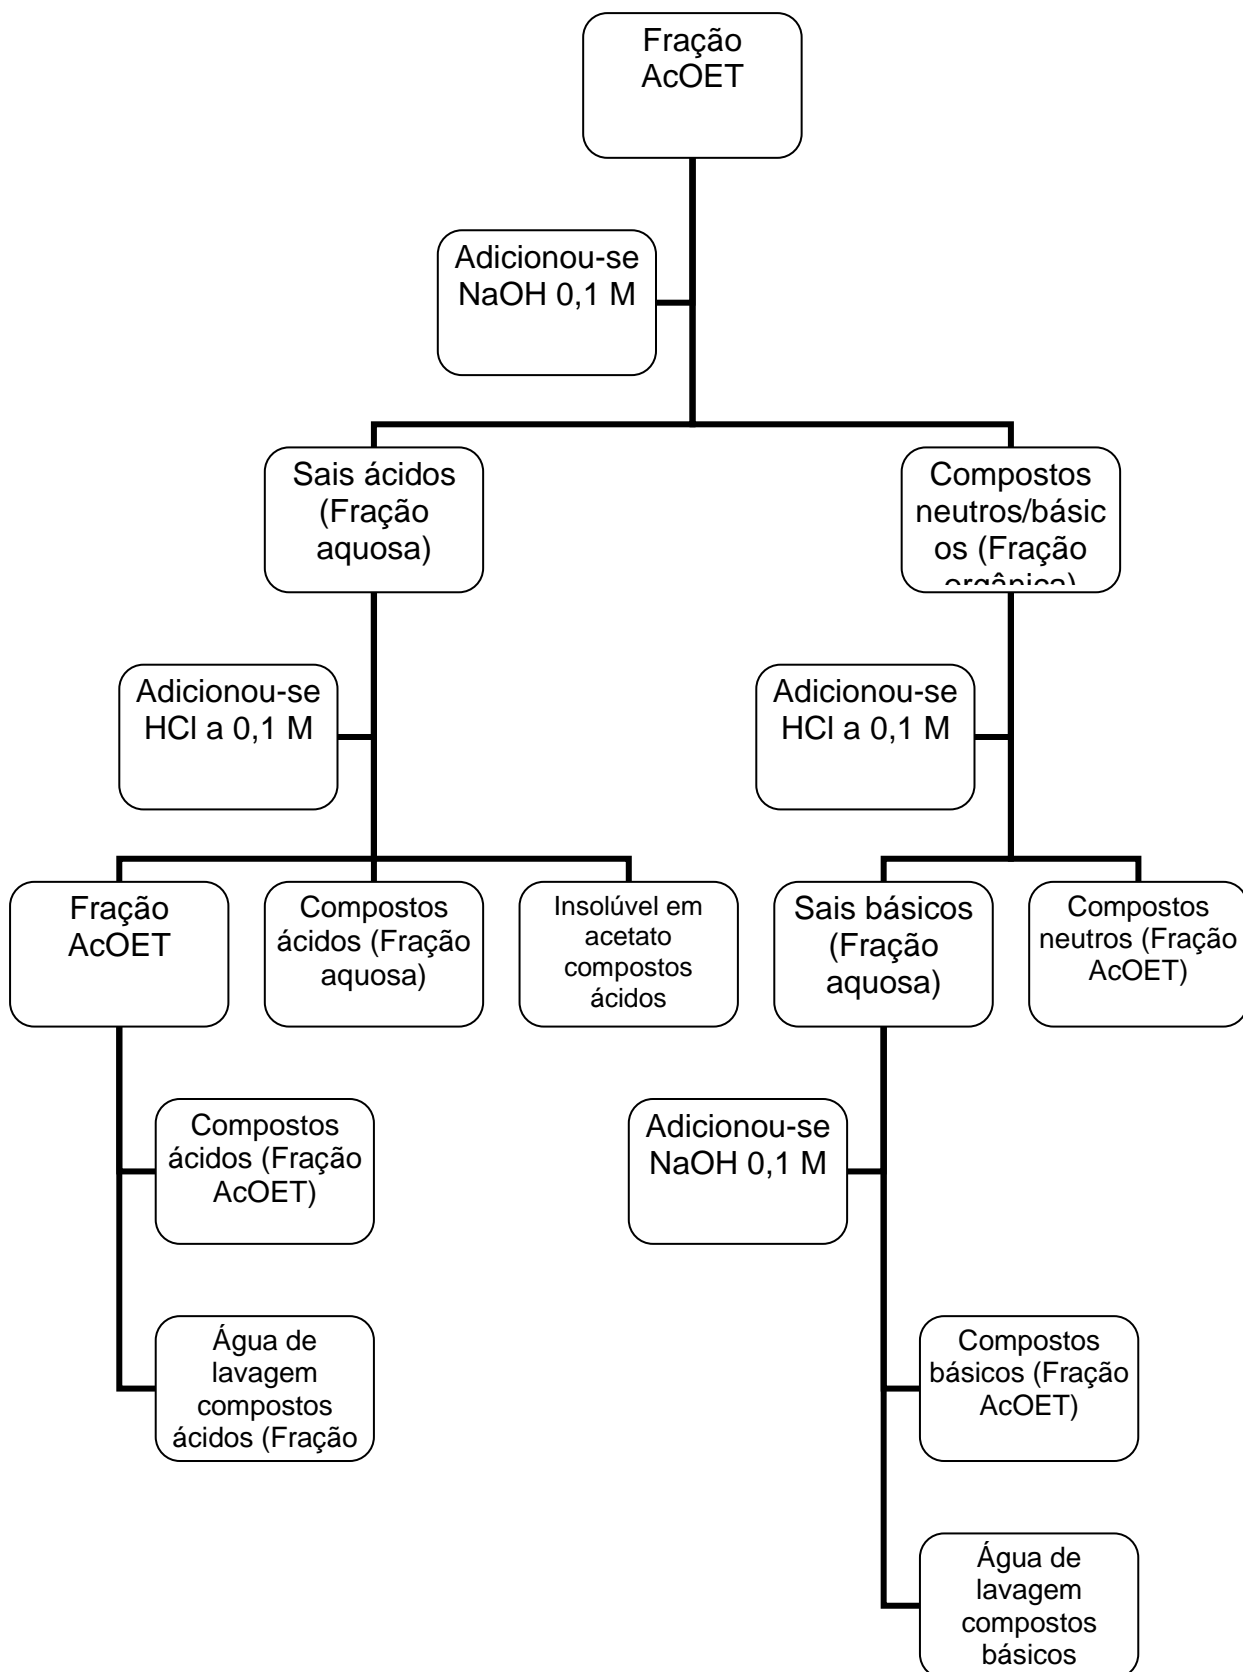 Fração
AcOET
Adicionou-se
NaOH 0,1 M
Sais ácidos
(Fração
aquosa)
Compostos
neutros/básic
os (Fração
orgânica)
Adicionou-se
HCl a 0,1 M
Adicionou-se
HCl a 0,1 M
Fração
AcOET
Compostos
ácidos (Fração
aquosa)
Insolúvel em
acetato
compostos
ácidos
Sais básicos
(Fração
aquosa)
Compostos
neutros (Fração
AcOET)
Compostos
ácidos (Fração
AcOET)
Adicionou-se
NaOH 0,1 M
Água de
lavagem
compostos
ácidos (Fração
Compostos
básicos (Fração
AcOET)
Água de
lavagem
compostos
básicos